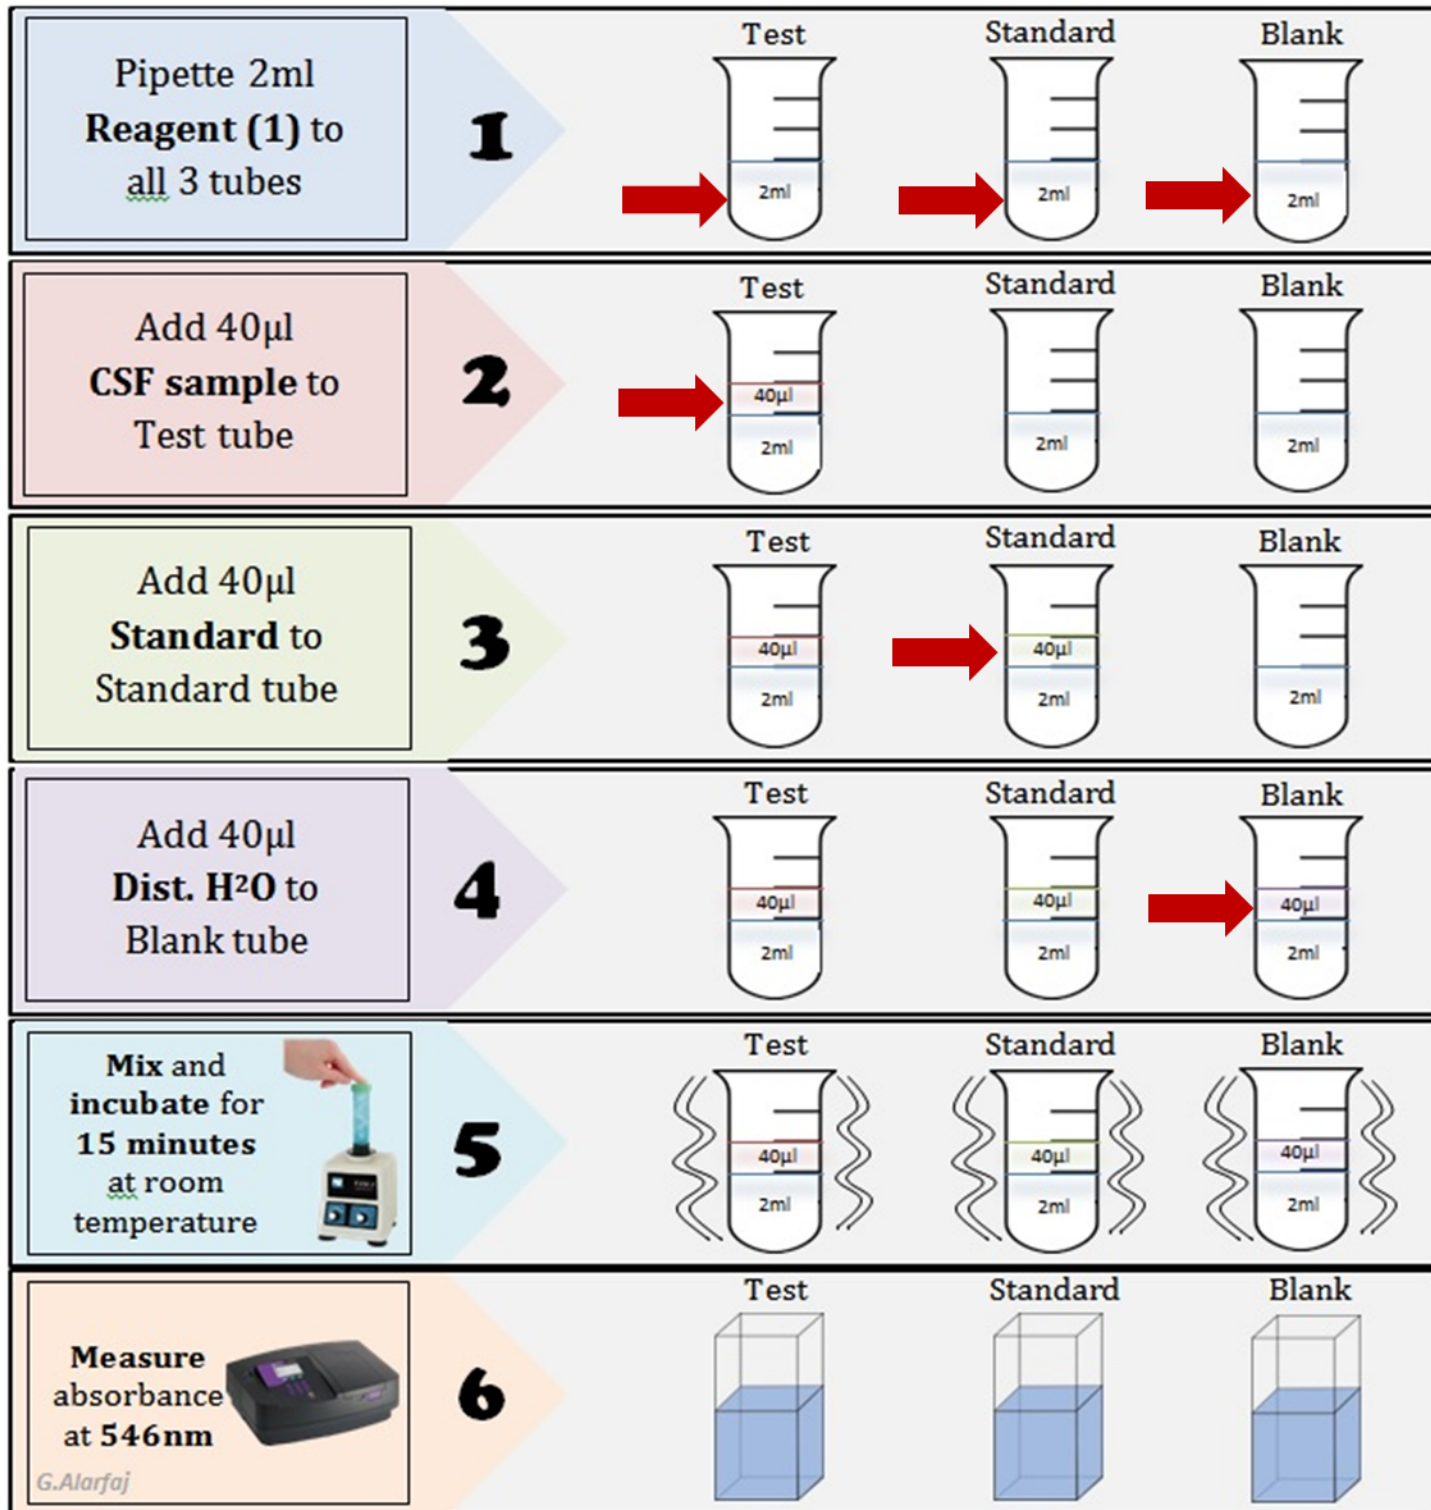 Pipette 2ml
Reagent (1) to
all 3 tubes
1
Test
Standard
Blank
2ml
2ml
2ml
Add 40µl
CSF sample to
Test tube
2
Test
Standard
Blank
40µl
2ml
2ml
2ml
Add 40µl
Standard to
Standard tube
3
Test
Standard
Blank
40µl
40µl
2ml
2ml
2ml
Add 40µl
Dist. H²O to
Blank tube
4
Test
Standard
Blank
40µl
40µl
40µl
2ml
2ml
2ml
Mix and
incubate for
15 minutes
at room
temperature
5
Test
Standard
Blank
40µl
40µl
40µl
2ml
2ml
2ml
Measure
absorbance
at 546nm
G.Alarfaj
6
Test
Standard
Blank